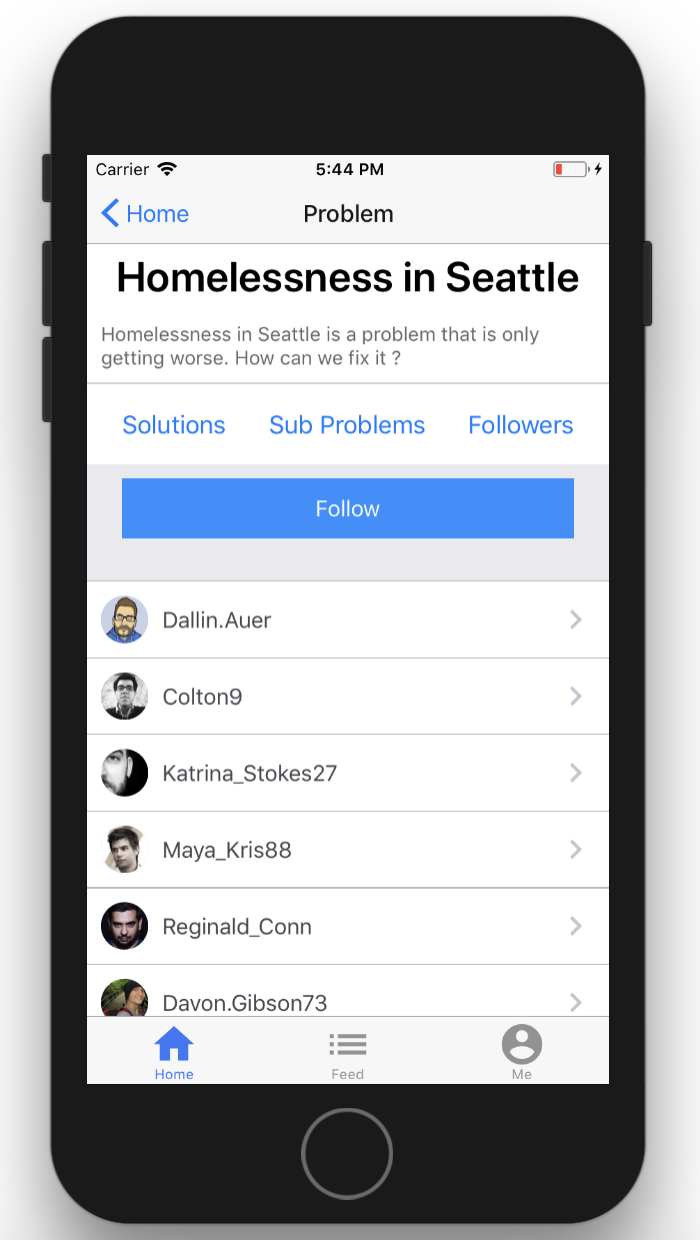 Carrier 5:44 PM
Home Problem
Homelessness in Seattle
Homelessness in Seattle is a problem that is only
getting worse. How can we fix it ?
Solutions Sub Problems Followers
Follow
Dallin.Auer
Colton9
Katrina_Stokes27
Maya_Kris88
Reginald_Conn
Davon.Gibson73
Home Feed Me